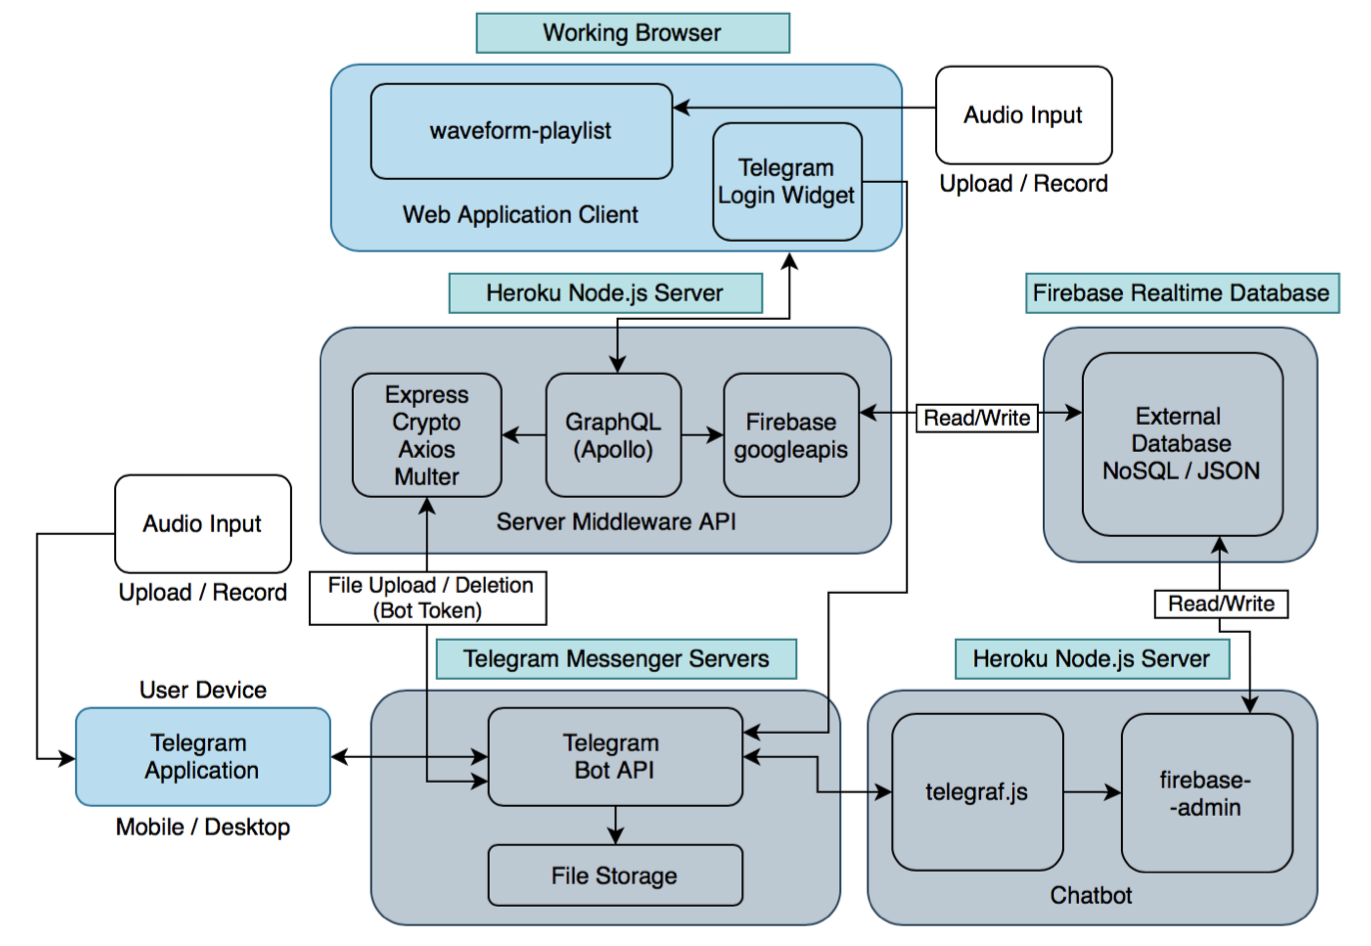 Working Browser
waveform-playlist
Audio Input
Upload / Record
Telegram
Login Widget
Web Application Client
Heroku Node.js Server
Firebase Realtime Database
Express
Crypto
Axios
Multer
GraphQL
(Apollo)
Firebase
googleapis
Read/Write
External
Database
NoSQL / JSON
Server Middleware API
Audio Input
Upload / Record
File Upload / Deletion
(Bot Token)
Read/Write
Telegram Messenger Servers
Heroku Node.js Server
User Device
Telegram
Application
Mobile / Desktop
Telegram
Bot API
File Storage
telegraf.js
firebase-
-admin
Chatbot